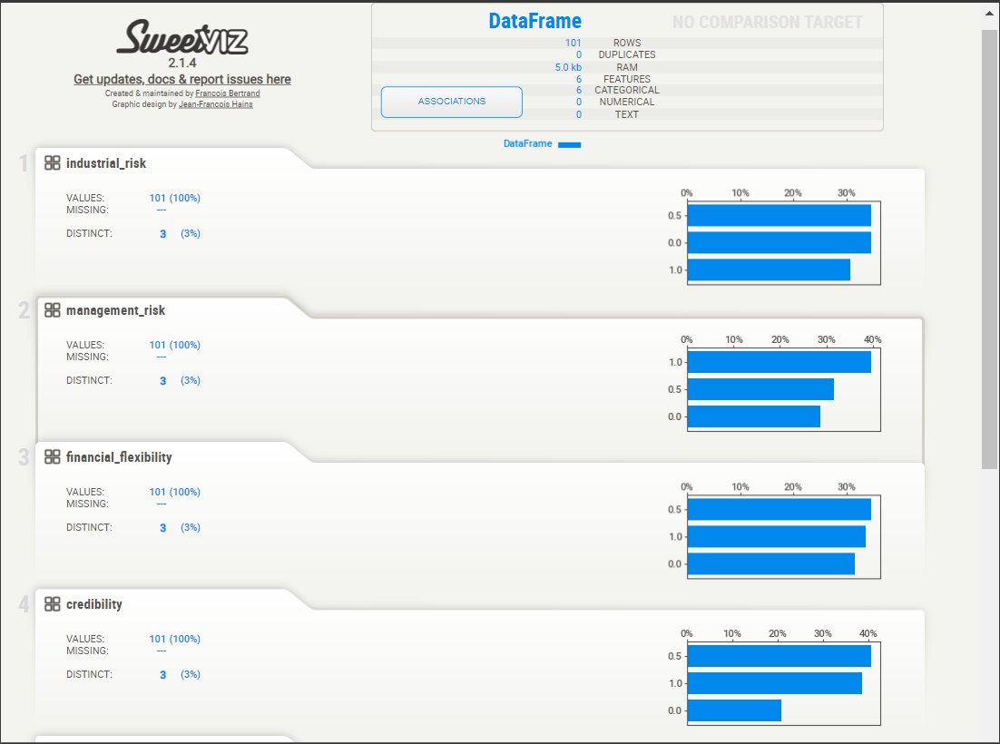 SweetVIZ
2.1.4
Get updates, docs & report issues here
Created & maintained by Francois Bertrand
Graphic design by Jean-Francois Hains
DataFrame NO COMPARISON TARGET
101 ROWS
0 DUPLICATES
5.0 kb RAM
6 FEATURES
6 CATEGORICAL
0 NUMERICAL
0 TEXT
ASSOCIATIONS
DataFrame
1 industrial_risk
VALUES: 101 (100%)
MISSING: ---
DISTINCT: 3 (3%)
0% 10% 20% 30%
0.5
0.0
1.0
2 management_risk
VALUES: 101 (100%)
MISSING: ---
DISTINCT: 3 (3%)
0% 10% 20% 30% 40%
1.0
0.5
0.0
3 financial_flexibility
VALUES: 101 (100%)
MISSING: ---
DISTINCT: 3 (3%)
0% 10% 20% 30%
0.5
1.0
0.0
4 credibility
VALUES: 101 (100%)
MISSING: ---
DISTINCT: 3 (3%)
0% 10% 20% 30% 40%
0.5
1.0
0.0